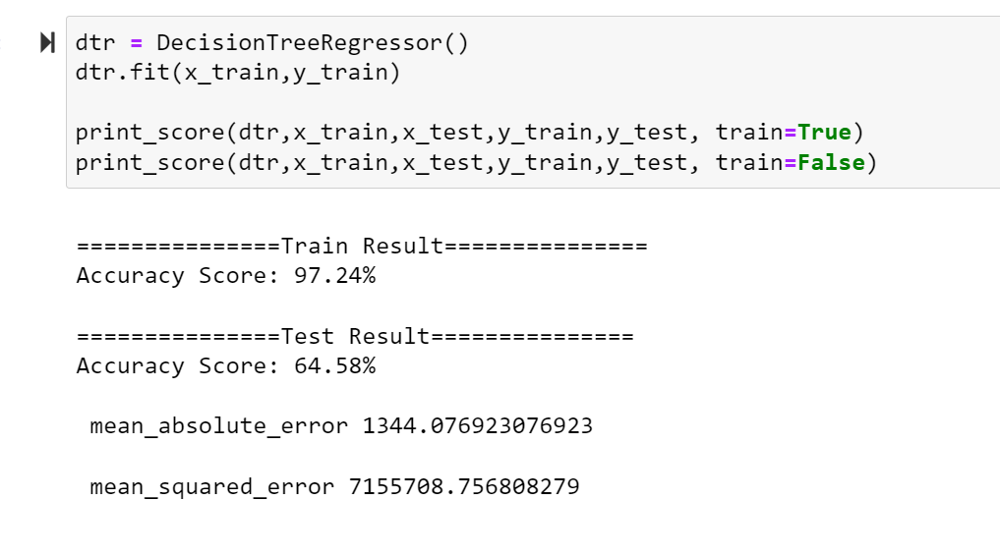 dtr = DecisionTreeRegressor()
dtr.fit(x_train,y_train)
print_score(dtr,x_train,x_test,y_train,y_test, train=True)
print_score(dtr,x_train,x_test,y_train,y_test, train=False)
===============Train Result===============
Accuracy Score: 97.24%
===============Test Result===============
Accuracy Score: 64.58%
mean_absolute_error 1344.076923076923
mean_squared_error 7155708.756808279